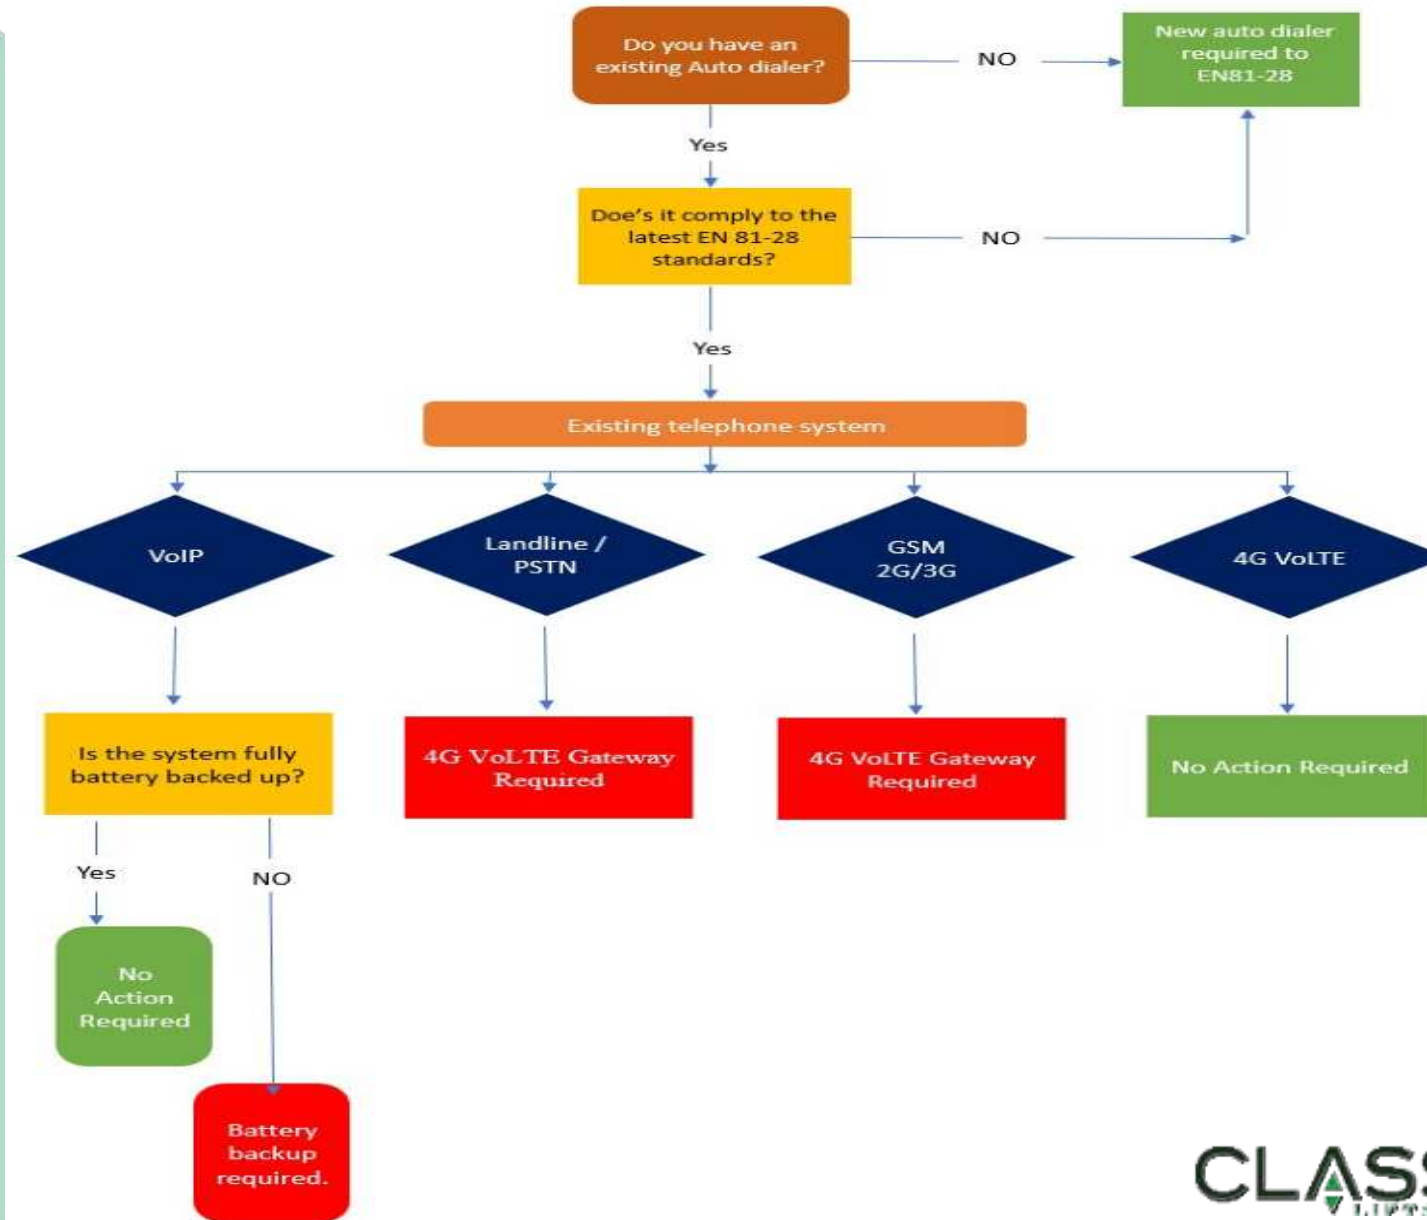 Do you have an
existing Auto dialer?
NO
New auto dialer
required to
EN81-28
Yes
Doe's it comply to the
latest EN 81-28
standards?
NO
Yes
Existing telephone system
VoIP
Landline /
PSTN
GSM
2G/3G
4G VoLTE
Is the system fully
battery backed up?
4G VoLTE Gateway
Required
4G VoLTE Gateway
Required
No Action Required
Yes
NO
No
Action
Required
Battery
backup
required.
CLASS